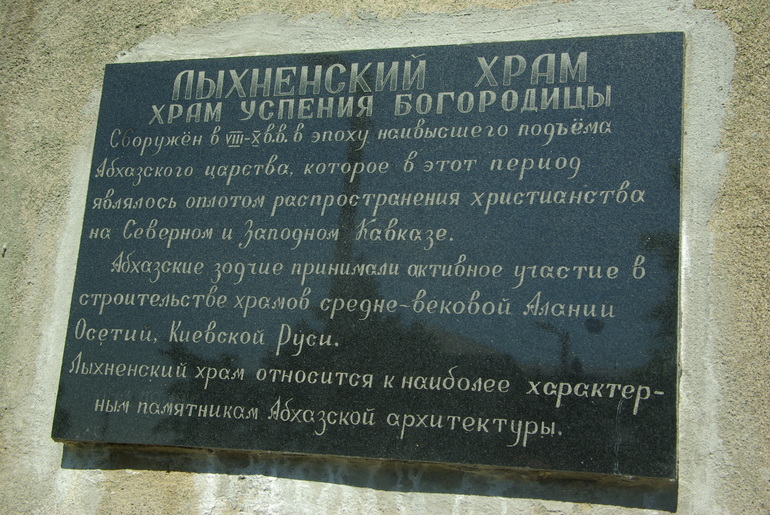 ЛЫХНЕНСКИЙ ХРАМ
ХРАМ УСПЕНИЯ БОГОРОДИЦЫ
Сооружён в VIII-X в.в. в эпоху наивысшего подъёма
Абхазского царства, которое в этот период
являлось оплотом распространения христианства
на Северном и Заподном Кавказе.
Абхазские зодчие принимали активное участие в
строительстве храмов средне-вековой Алании
Осетии, Киевской Руси.
Лыхненский храм относится к наиболее характер-
ным памятникам Абхазской архитектуры.